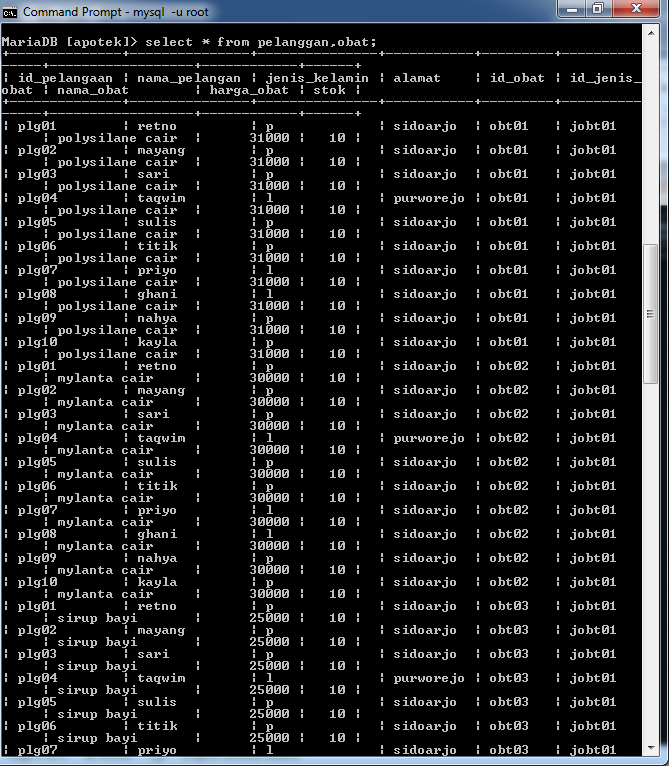 Command Prompt - mysql -u root
MariaDB [apotek]> select * from pelanggan,obat;
¦ id_pelangaan ¦ nama_pelangan ¦ jenis_kelamin ¦ alamat ¦ id_obat ¦ id_jenis_
obat ¦ nama_obat ¦ harga_obat ¦ stok ¦
¦ plg01 ¦ retno ¦ p ¦ sidoarjo ¦ obt01 ¦ jobt01
¦ polysilane cair ¦ 31000 ¦ 10 ¦
¦ plg02 ¦ mayang ¦ p ¦ sidoarjo ¦ obt01 ¦ jobt01
¦ polysilane cair ¦ 31000 ¦ 10 ¦
¦ plg03 ¦ sari ¦ p ¦ sidoarjo ¦ obt01 ¦ jobt01
¦ polysilane cair ¦ 31000 ¦ 10 ¦
¦ plg04 ¦ taqwim ¦ l ¦ purworejo ¦ obt01 ¦ jobt01
¦ polysilane cair ¦ 31000 ¦ 10 ¦
¦ plg05 ¦ sulis ¦ p ¦ sidoarjo ¦ obt01 ¦ jobt01
¦ polysilane cair ¦ 31000 ¦ 10 ¦
¦ plg06 ¦ titik ¦ p ¦ sidoarjo ¦ obt01 ¦ jobt01
¦ polysilane cair ¦ 31000 ¦ 10 ¦
¦ plg07 ¦ priyo ¦ l ¦ sidoarjo ¦ obt01 ¦ jobt01
¦ polysilane cair ¦ 31000 ¦ 10 ¦
¦ plg08 ¦ ghani ¦ l ¦ sidoarjo ¦ obt01 ¦ jobt01
¦ polysilane cair ¦ 31000 ¦ 10 ¦
¦ plg09 ¦ nahya ¦ p ¦ sidoarjo ¦ obt01 ¦ jobt01
¦ polysilane cair ¦ 31000 ¦ 10 ¦
¦ plg10 ¦ kayla ¦ p ¦ sidoarjo ¦ obt01 ¦ jobt01
¦ polysilane cair ¦ 31000 ¦ 10 ¦
¦ plg01 ¦ retno ¦ p ¦ sidoarjo ¦ obt02 ¦ jobt01
¦ mylanta cair ¦ 30000 ¦ 10 ¦
¦ plg02 ¦ mayang ¦ p ¦ sidoarjo ¦ obt02 ¦ jobt01
¦ mylanta cair ¦ 30000 ¦ 10 ¦
¦ plg03 ¦ sari ¦ p ¦ sidoarjo ¦ obt02 ¦ jobt01
¦ mylanta cair ¦ 30000 ¦ 10 ¦
¦ plg04 ¦ taqwim ¦ l ¦ purworejo ¦ obt02 ¦ jobt01
¦ mylanta cair ¦ 30000 ¦ 10 ¦
¦ plg05 ¦ sulis ¦ p ¦ sidoarjo ¦ obt02 ¦ jobt01
¦ mylanta cair ¦ 30000 ¦ 10 ¦
¦ plg06 ¦ titik ¦ p ¦ sidoarjo ¦ obt02 ¦ jobt01
¦ mylanta cair ¦ 30000 ¦ 10 ¦
¦ plg07 ¦ priyo ¦ l ¦ sidoarjo ¦ obt02 ¦ jobt01
¦ mylanta cair ¦ 30000 ¦ 10 ¦
¦ plg08 ¦ ghani ¦ l ¦ sidoarjo ¦ obt02 ¦ jobt01
¦ mylanta cair ¦ 30000 ¦ 10 ¦
¦ plg09 ¦ nahya ¦ p ¦ sidoarjo ¦ obt02 ¦ jobt01
¦ mylanta cair ¦ 30000 ¦ 10 ¦
¦ plg10 ¦ kayla ¦ p ¦ sidoarjo ¦ obt02 ¦ jobt01
¦ mylanta cair ¦ 30000 ¦ 10 ¦
¦ plg01 ¦ retno ¦ p ¦ sidoarjo ¦ obt03 ¦ jobt01
¦ sirup bayi ¦ 25000 ¦ 10 ¦
¦ plg02 ¦ mayang ¦ p ¦ sidoarjo ¦ obt03 ¦ jobt01
¦ sirup bayi ¦ 25000 ¦ 10 ¦
¦ plg03 ¦ sari ¦ p ¦ sidoarjo ¦ obt03 ¦ jobt01
¦ sirup bayi ¦ 25000 ¦ 10 ¦
¦ plg04 ¦ taqwim ¦ l ¦ purworejo ¦ obt03 ¦ jobt01
¦ sirup bayi ¦ 25000 ¦ 10 ¦
¦ plg05 ¦ sulis ¦ p ¦ sidoarjo ¦ obt03 ¦ jobt01
¦ sirup bayi ¦ 25000 ¦ 10 ¦
¦ plg06 ¦ titik ¦ p ¦ sidoarjo ¦ obt03 ¦ jobt01
¦ sirup bayi ¦ 25000 ¦ 10 ¦
¦ plg07 ¦ priyo ¦ l ¦ sidoarjo ¦ obt03 ¦ jobt01